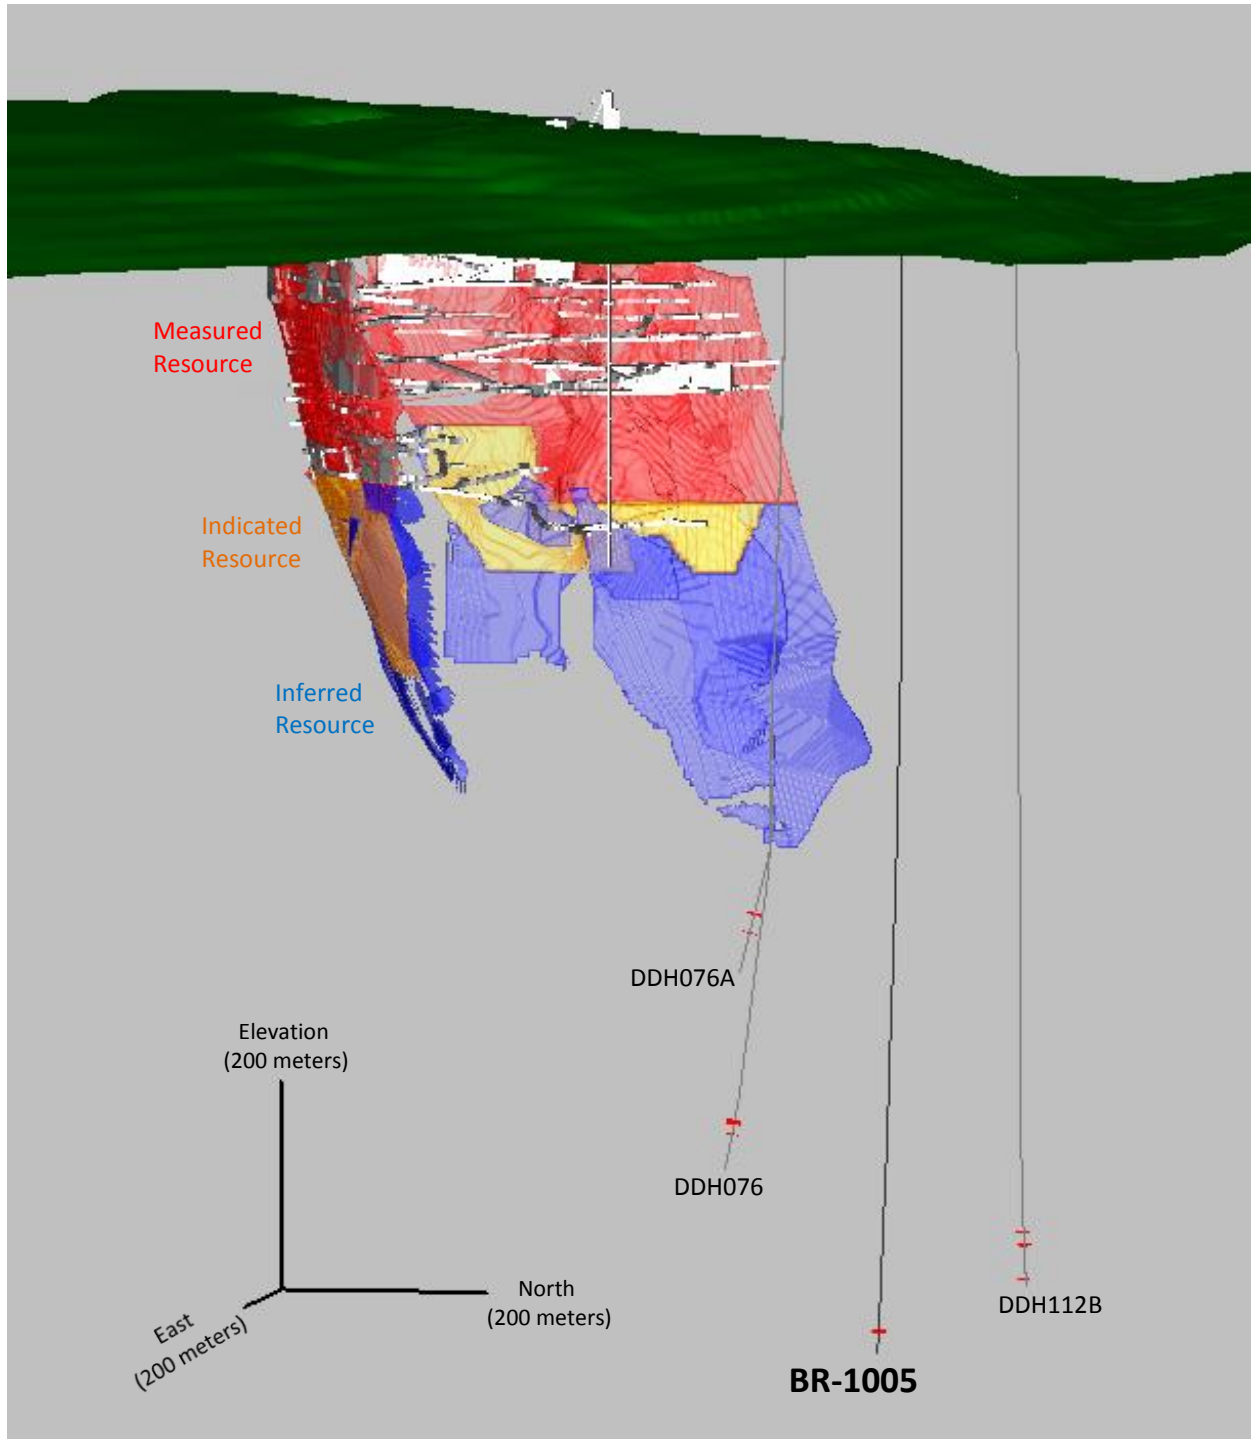 Measured
Resource
Indicated
Resource
Inferred
Resource
DDH076A
Elevation
(200 meters)
DDH076
North
(200 meters)
East
(200 meters)
DDH112B
BR-1005